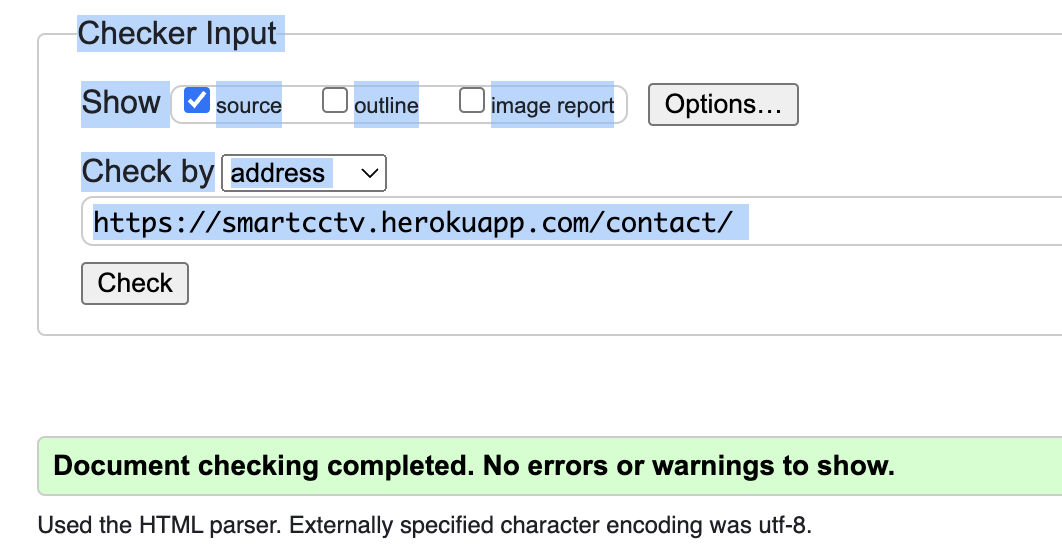 Checker Input
Show source outline image report Options...
Check by address
https://smartcctv.herokuapp.com/contact/
Check
Document checking completed. No errors or warnings to show.
Used the HTML parser. Externally specified character encoding was utf-8.